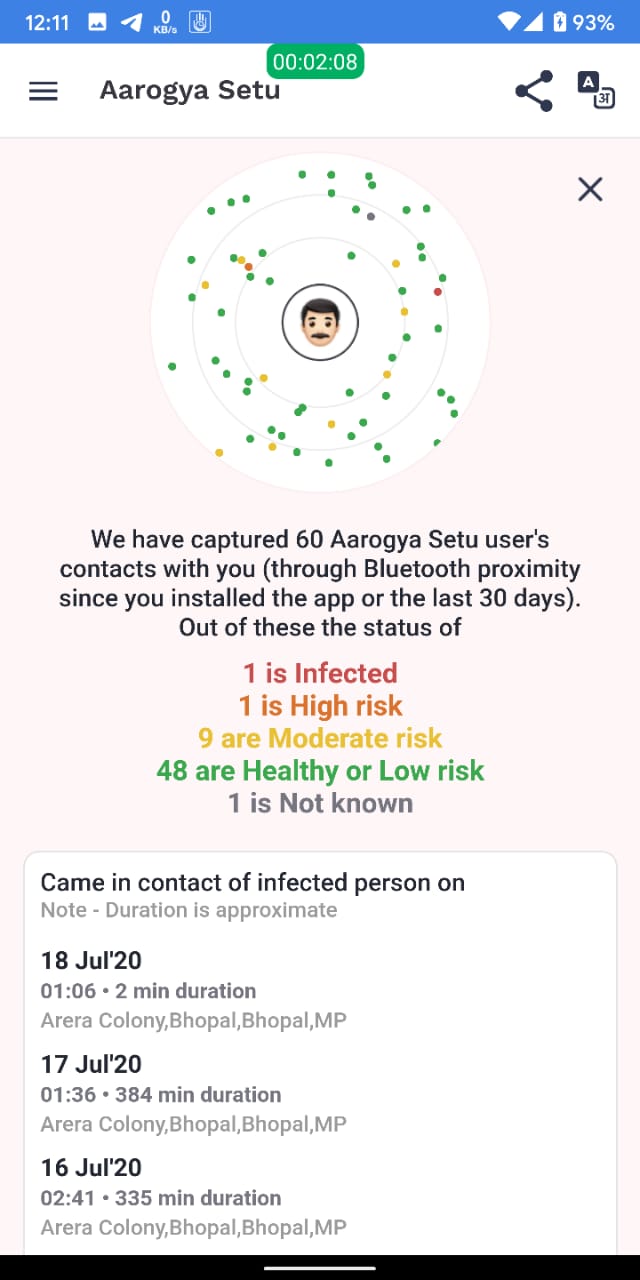 12:11 0 KB/s 93%
00:02:08
Aarogya Setu
A
अ
We have captured 60 Aarogya Setu user's
contacts with you (through Bluetooth proximity
since you installed the app or the last 30 days).
Out of these the status of
1 is Infected
1 is High risk
9 are Moderate risk
48 are Healthy or Low risk
1 is Not known
Came in contact of infected person on
Note - Duration is approximate
18 Jul'20
01:06 • 2 min duration
Arera Colony,Bhopal,Bhopal,MP
17 Jul'20
01:36 • 384 min duration
Arera Colony,Bhopal,Bhopal,MP
16 Jul'20
02:41 • 335 min duration
Arera Colony,Bhopal,Bhopal,MP